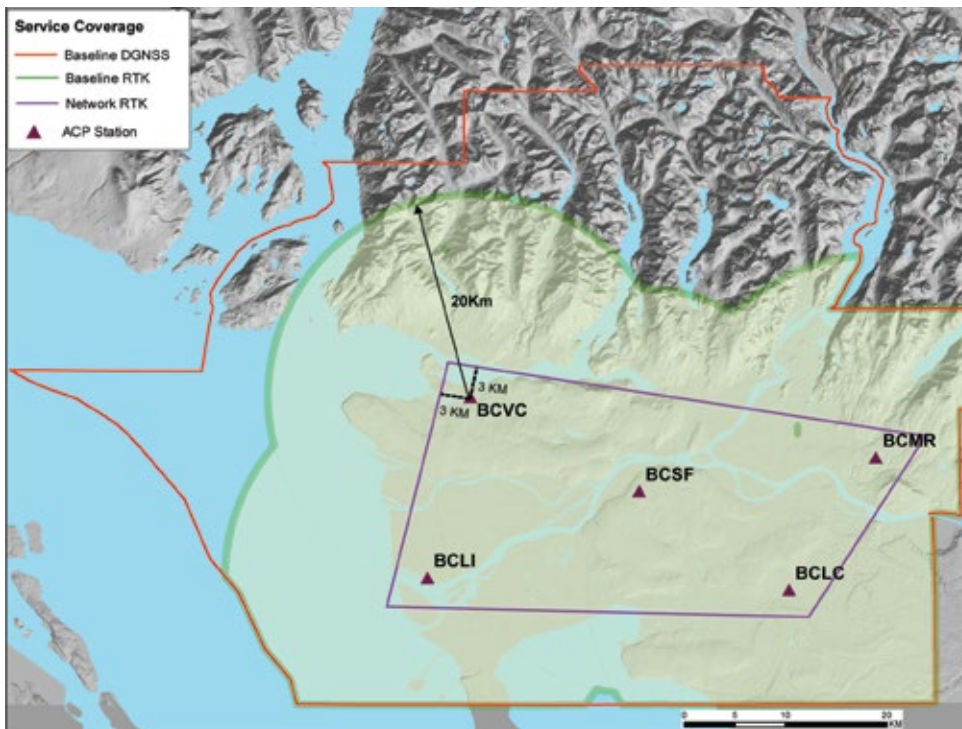 Service Coverage
Baseline DGNSS
Baseline RTK
Network RTK
ACP Station
20Km
3 KM
3 KM
BCVC
BCMR
BCSF
BCLI
BCLC
0 5 10 20
KM